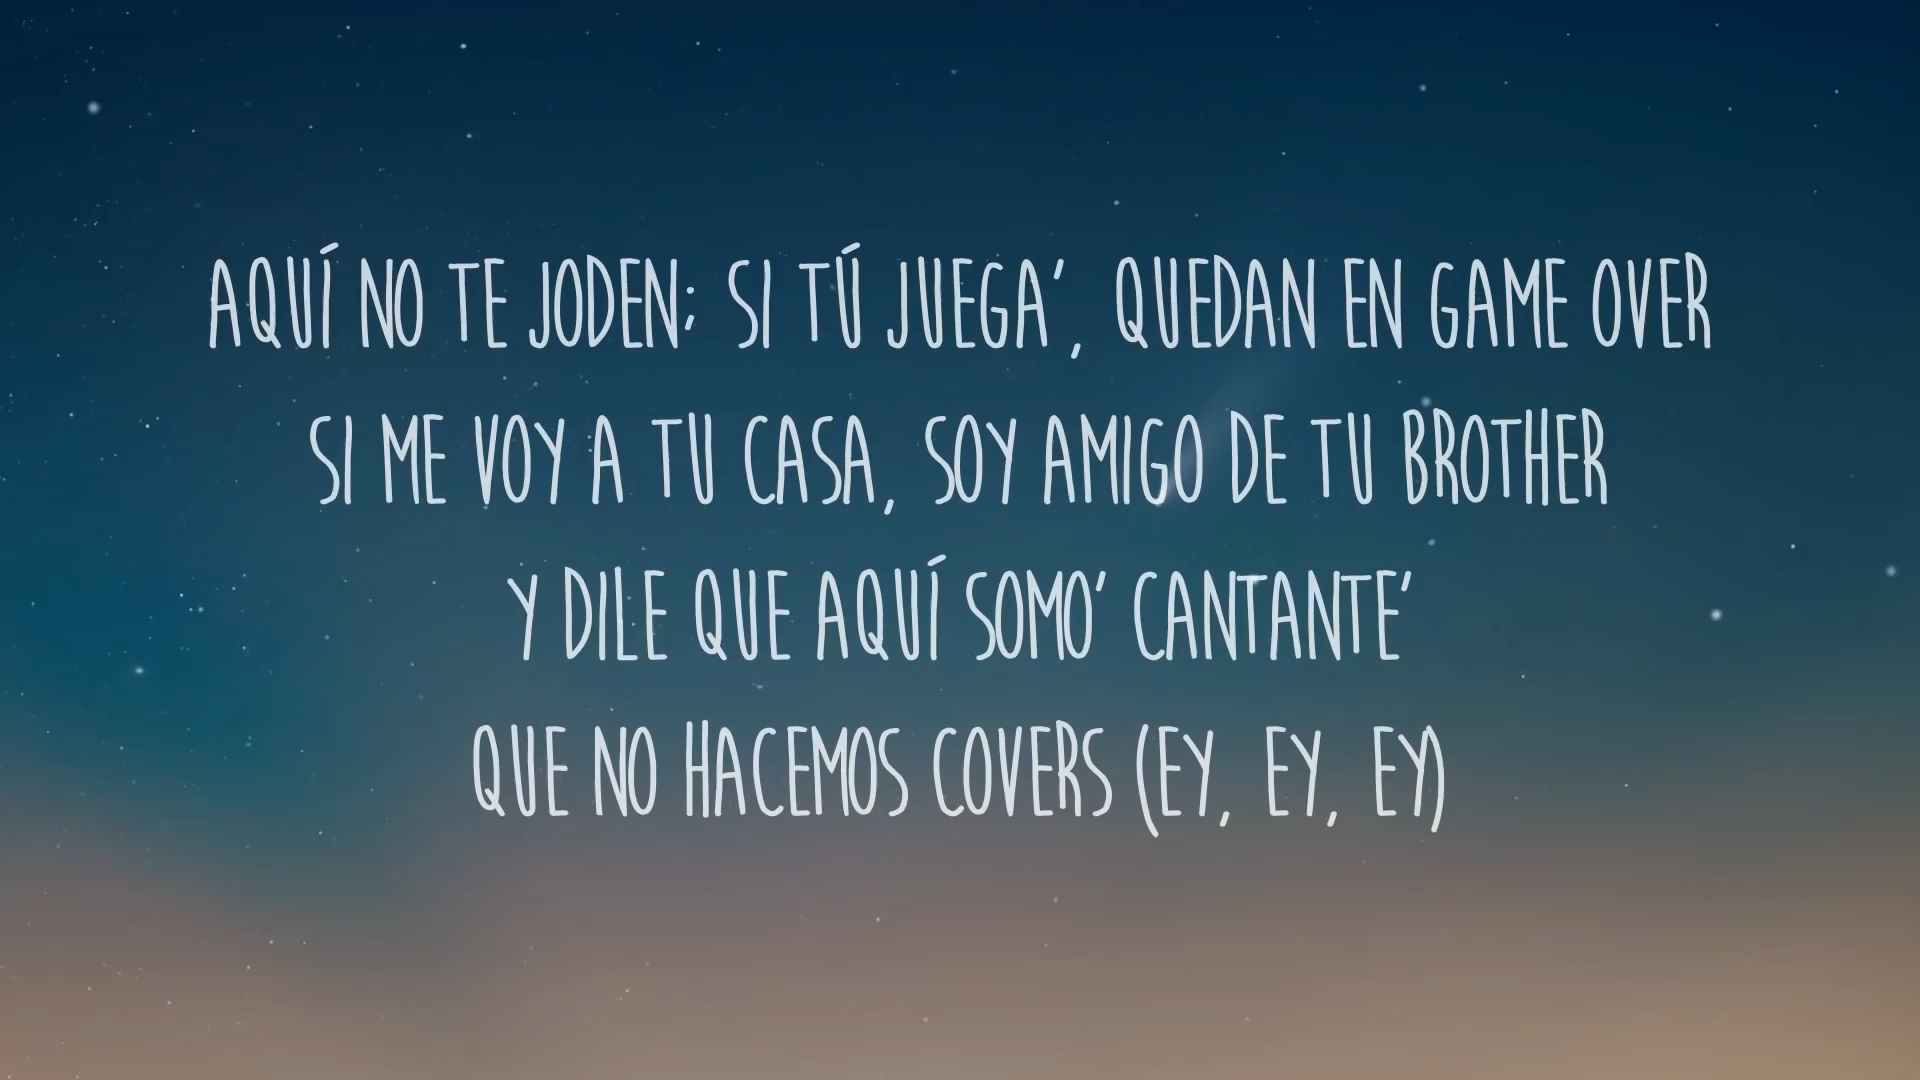 AQUÍ NO TE JODEN; SI TÚ JUEGA', QUEDAN EN GAME OVER
SI ME VOY A TU CASA, SOY AMIGO DE TU BROTHER
Y DILE QUE AQUÍ SOMO' CANTANTE'
QUE NO HACEMOS COVERS (EY, EY, EY)